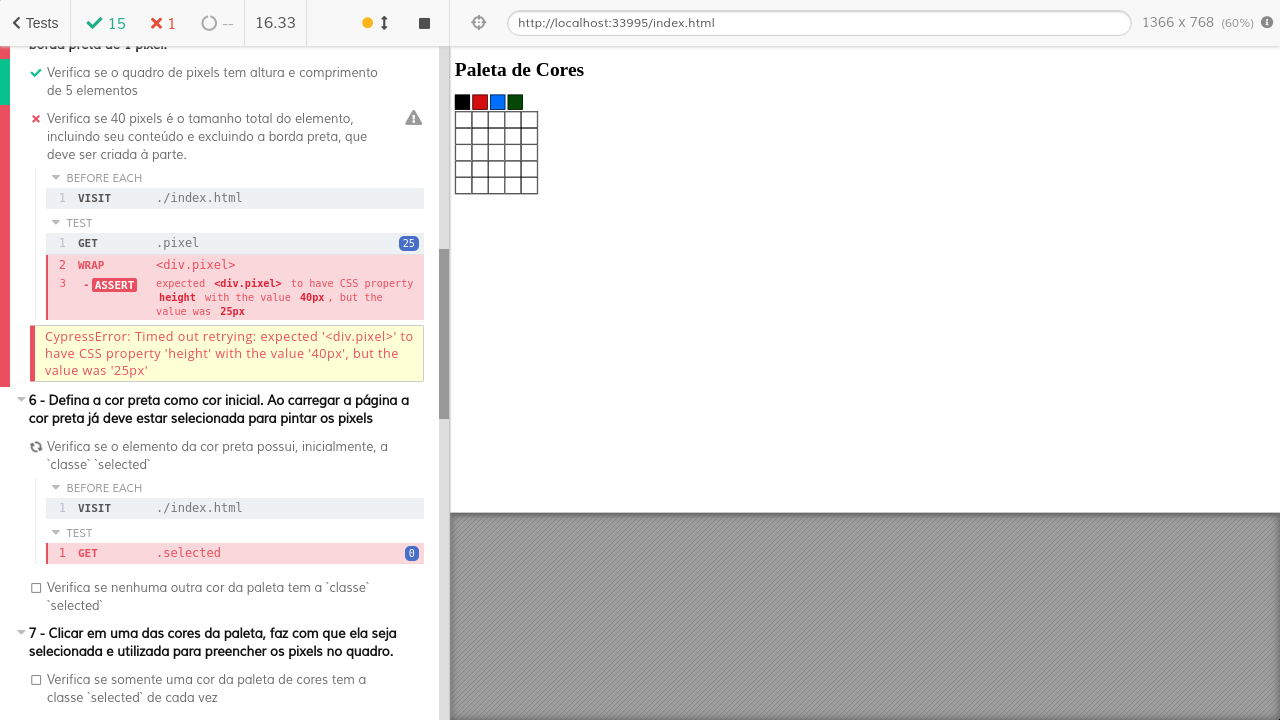 Tests
15
1
--
16.33
http://localhost:33995/index.html
1366 x 768 (60%)
borda preta de 1 pixel.
Verifica se o quadro de pixels tem altura e comprimento
de 5 elementos
Verifica se 40 pixels é o tamanho total do elemento,
incluindo seu conteúdo e excluindo a borda preta, que
deve ser criada à parte.
BEFORE EACH
1 VISIT ./index.html
TEST
1 GET .pixel 25
2 WRAP <div.pixel>
3 - ASSERT expected <div.pixel> to have CSS property
height with the value 40px, but the
value was 25px
CypressError: Timed out retrying: expected '<div.pixel>' to
have CSS property 'height' with the value '40px', but the
value was '25px'
6 - Defina a cor preta como cor inicial. Ao carregar a página a
cor preta já deve estar selecionada para pintar os pixels
Verifica se o elemento da cor preta possui, inicialmente, a
`classe` `selected`
BEFORE EACH
1 VISIT ./index.html
TEST
1 GET .selected 0
Verifica se nenhuma outra cor da paleta tem a `classe`
`selected`
7 - Clicar em uma das cores da paleta, faz com que ela seja
selecionada e utilizada para preencher os pixels no quadro.
Verifica se somente uma cor da paleta de cores tem a
classe `selected` de cada vez
Paleta de Cores